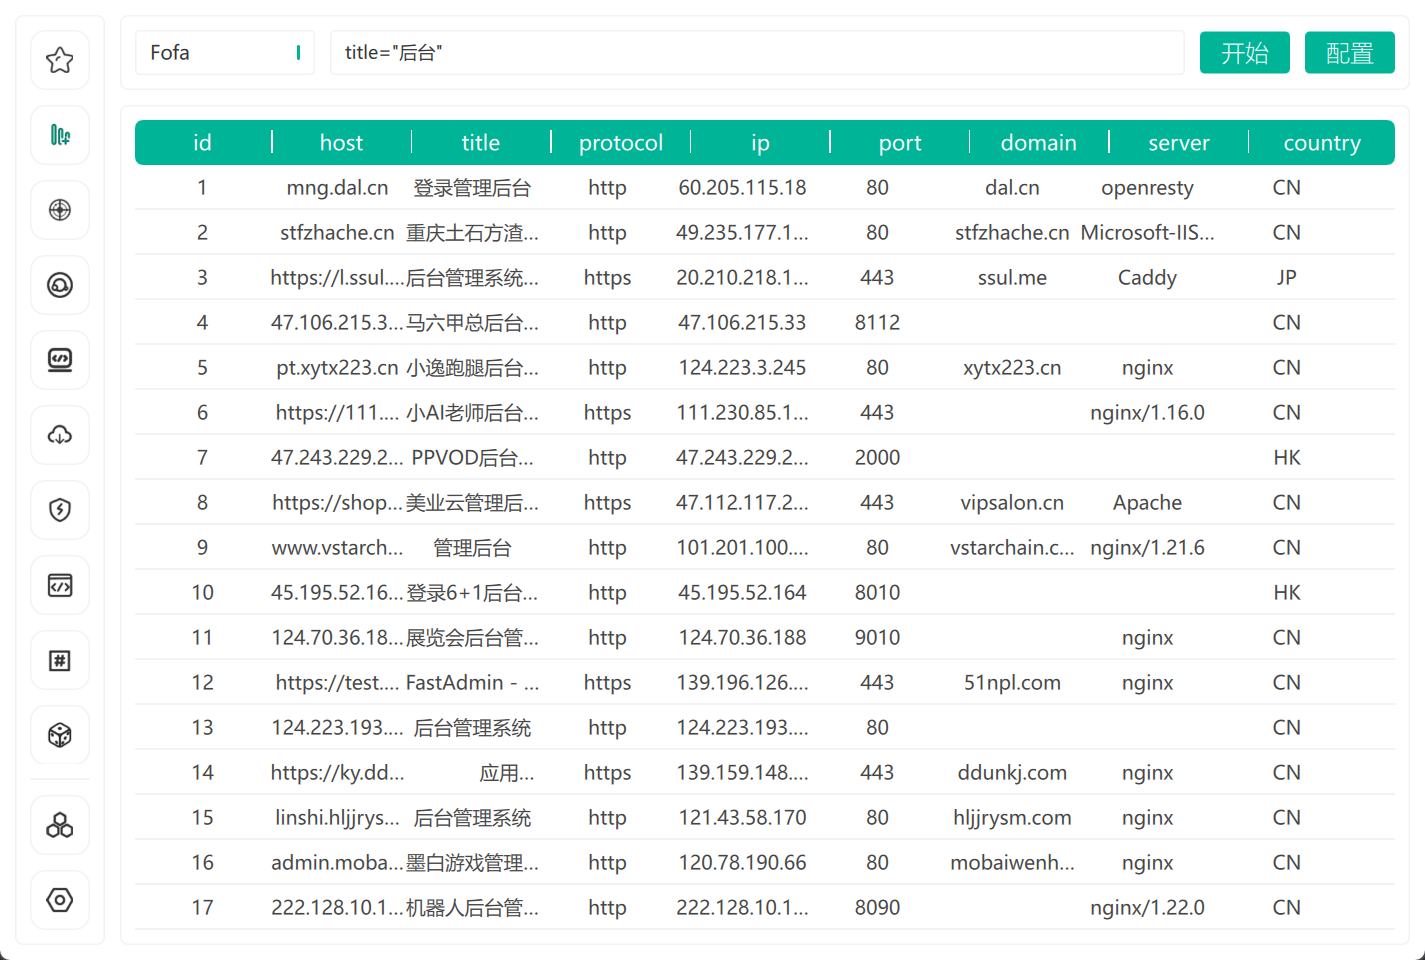 Fofa title="后台" 开始 配置
id host title protocol ip port domain server country
1 mng.dal.cn 登录管理后台 http 60.205.115.18 80 dal.cn openresty CN
2 stfzhache.cn 重庆土石方渣... http 49.235.177.1... 80 stfzhache.cn Microsoft-IIS... CN
3 https://l.ssul.... 后台管理系统... https 20.210.218.1... 443 ssul.me Caddy JP
4 47.106.215.3... 马六甲总后台... http 47.106.215.33 8112 CN
5 pt.xytx223.cn 小逸跑腿后台... http 124.223.3.245 80 xytx223.cn nginx CN
6 https://111.... 小AI老师后台... https 111.230.85.1... 443 nginx/1.16.0 CN
7 47.243.229.2... PPVOD后台... http 47.243.229.2... 2000 HK
8 https://shop... 美业云管理后... https 47.112.117.2... 443 vipsalon.cn Apache CN
9 www.vstarch... 管理后台 http 101.201.100.... 80 vstarchain.c... nginx/1.21.6 CN
10 45.195.52.16... 登录6+1后台... http 45.195.52.164 8010 HK
11 124.70.36.18... 展览会后台管... http 124.70.36.188 9010 nginx CN
12 https://test.... FastAdmin - ... https 139.196.126.... 443 51npl.com nginx CN
13 124.223.193.... 后台管理系统 http 124.223.193.... 80 CN
14 https://ky.dd... 应用... https 139.159.148.... 443 ddunkj.com nginx CN
15 linshi.hljjrys... 后台管理系统 http 121.43.58.170 80 hljjrysm.com nginx CN
16 admin.moba... 墨白游戏管理... http 120.78.190.66 80 mobaiwenh... nginx CN
17 222.128.10.1... 机器人后台管... http 222.128.10.1... 8090 nginx/1.22.0 CN